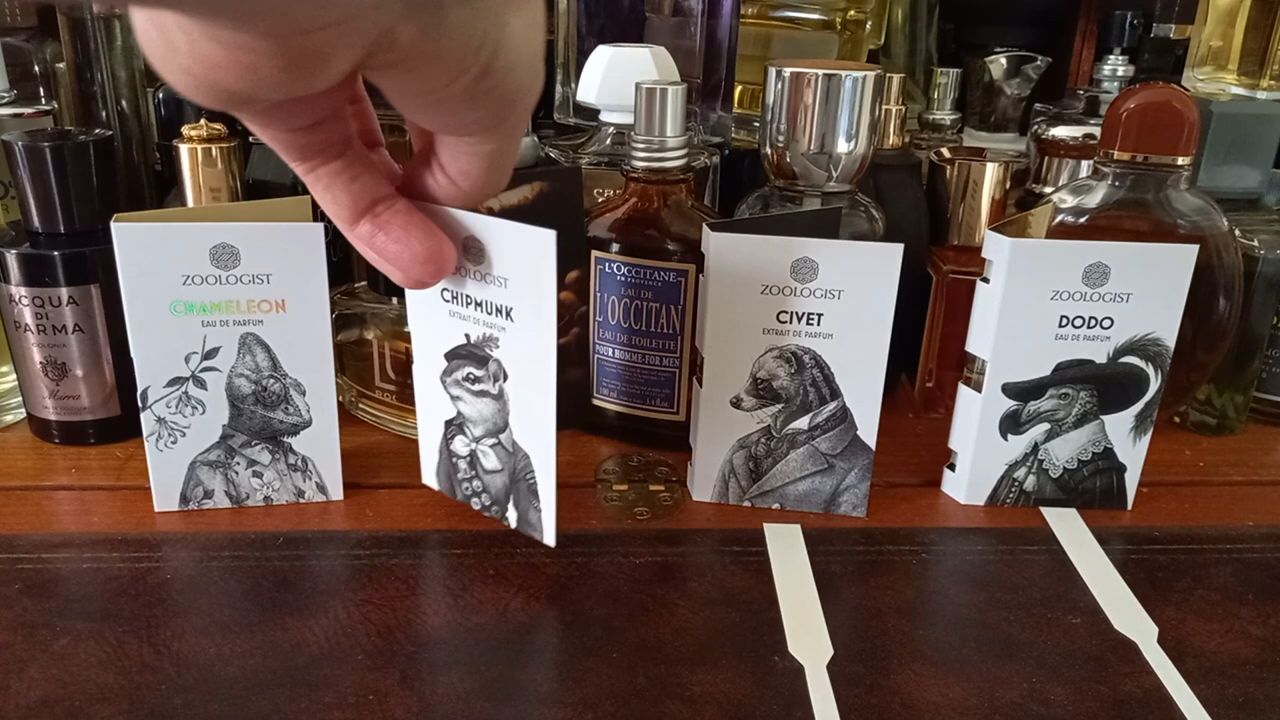 ACQUA
DI
PARMA
COLONIA
Mirra
ZOOLOGIST
CHAMELEON
EAU DE PARFUM
ZOOLOGIST
CHIPMUNK
EXTRAIT DE PARFUM
L'OCCITANE
EN PROVENCE
EAU DE
L'OCCITAN
EAU DE TOILETTE
POUR HOMME-FOR MEN
ZOOLOGIST
CIVET
EXTRAIT DE PARFUM
ZOOLOGIST
DODO
EAU DE PARFUM